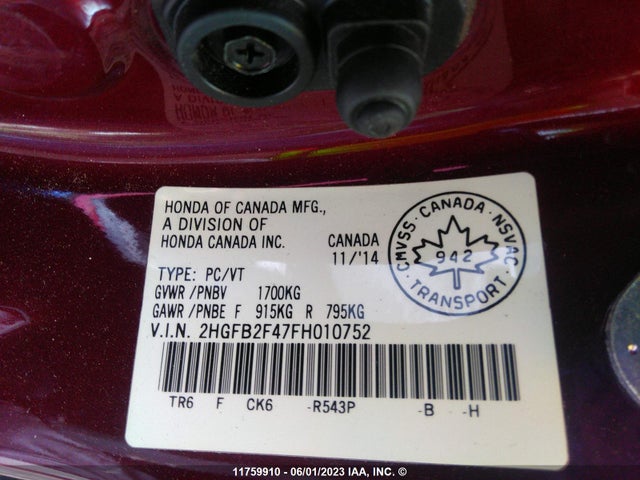 HONDA OF CANADA MFG.,
A DIVISION OF
HONDA CANADA INC.
CANADA
11/'14
TYPE: PC/VT
GVWR/PNBV 1700KG
GAWR/PNBE F 915KG R 795KG
V.I.N. 2HGFB2F47FH010752
TR6 F CK6 -R543P -B -H
CMVSS · CANADA · NSVAC
942
· TRANSPORT ·
11759910 - 06/01/2023 IAA, INC. ©